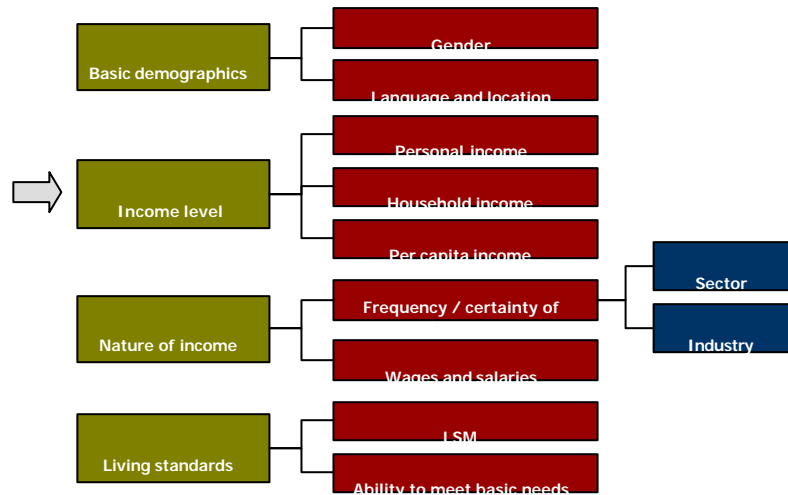 Basic demographics
Gender
Language and location
Income level
Personal income
Household income
Per capita income
Nature of income
Frequency / certainty of
Sector
Industry
Wages and salaries
Living standards
LSM
Ability to meet basic needs